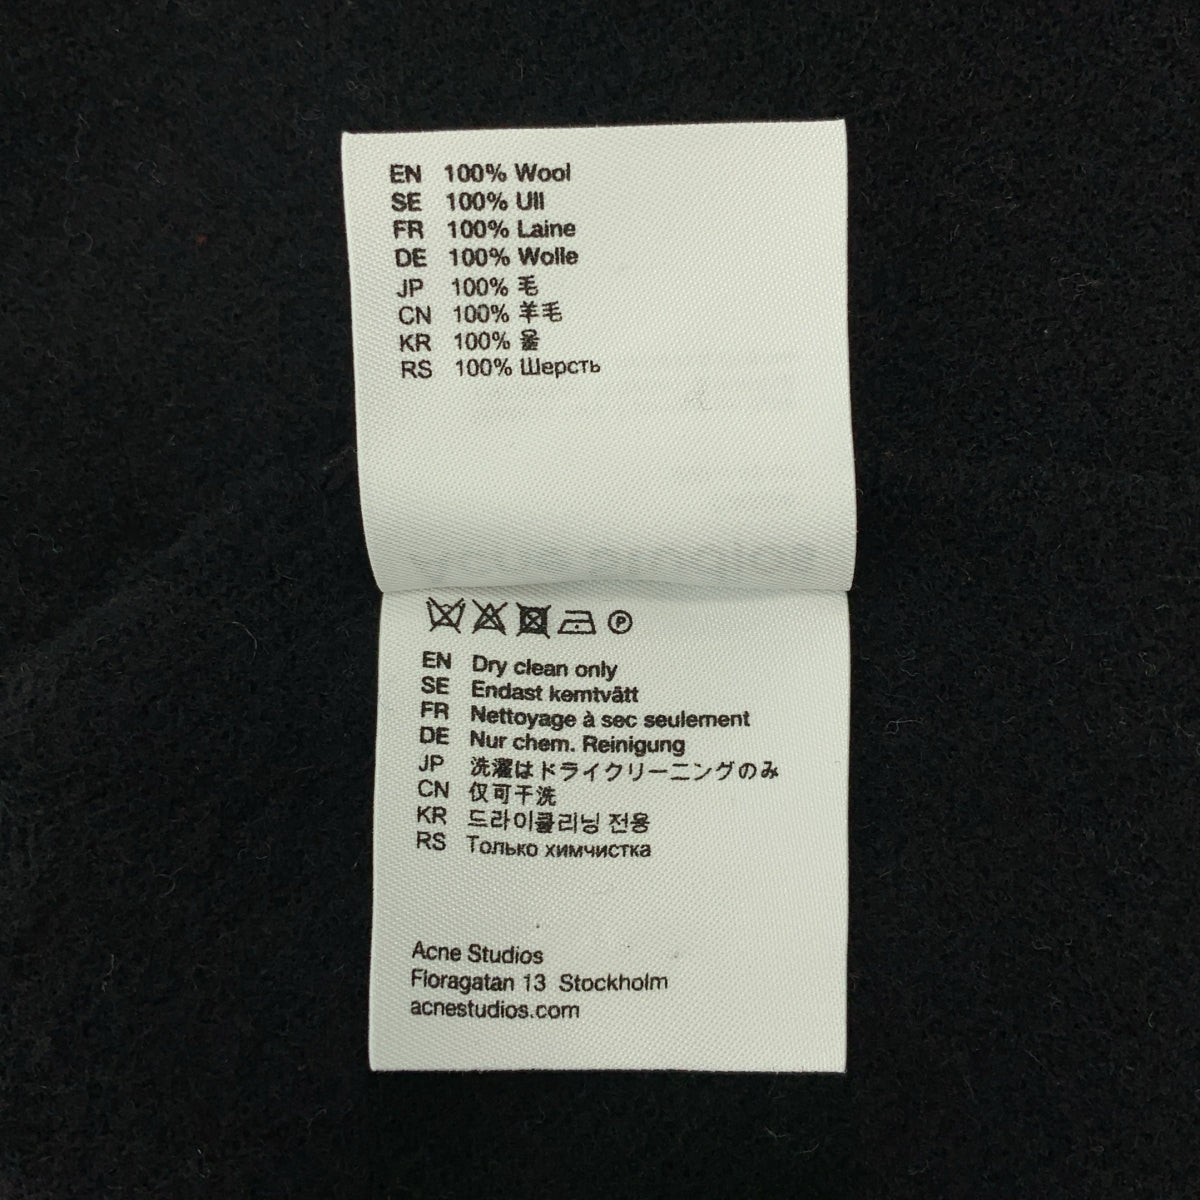 EN 100% Wool
SE 100% Ull
FR 100% Laine
DE 100% Wolle
JP 100% 毛
CN 100% 羊毛
KR 100% 울
RS 100% Шерсть
P
EN Dry clean only
SE Endast kemtvätt
FR Nettoyage à sec seulement
DE Nur chem. Reinigung
JP 洗濯はドライクリーニングのみ
CN 仅可干洗
KR 드라이클리닝 전용
RS Только химчистка
Acne Studios
Floragatan 13 Stockholm
acnestudios.com